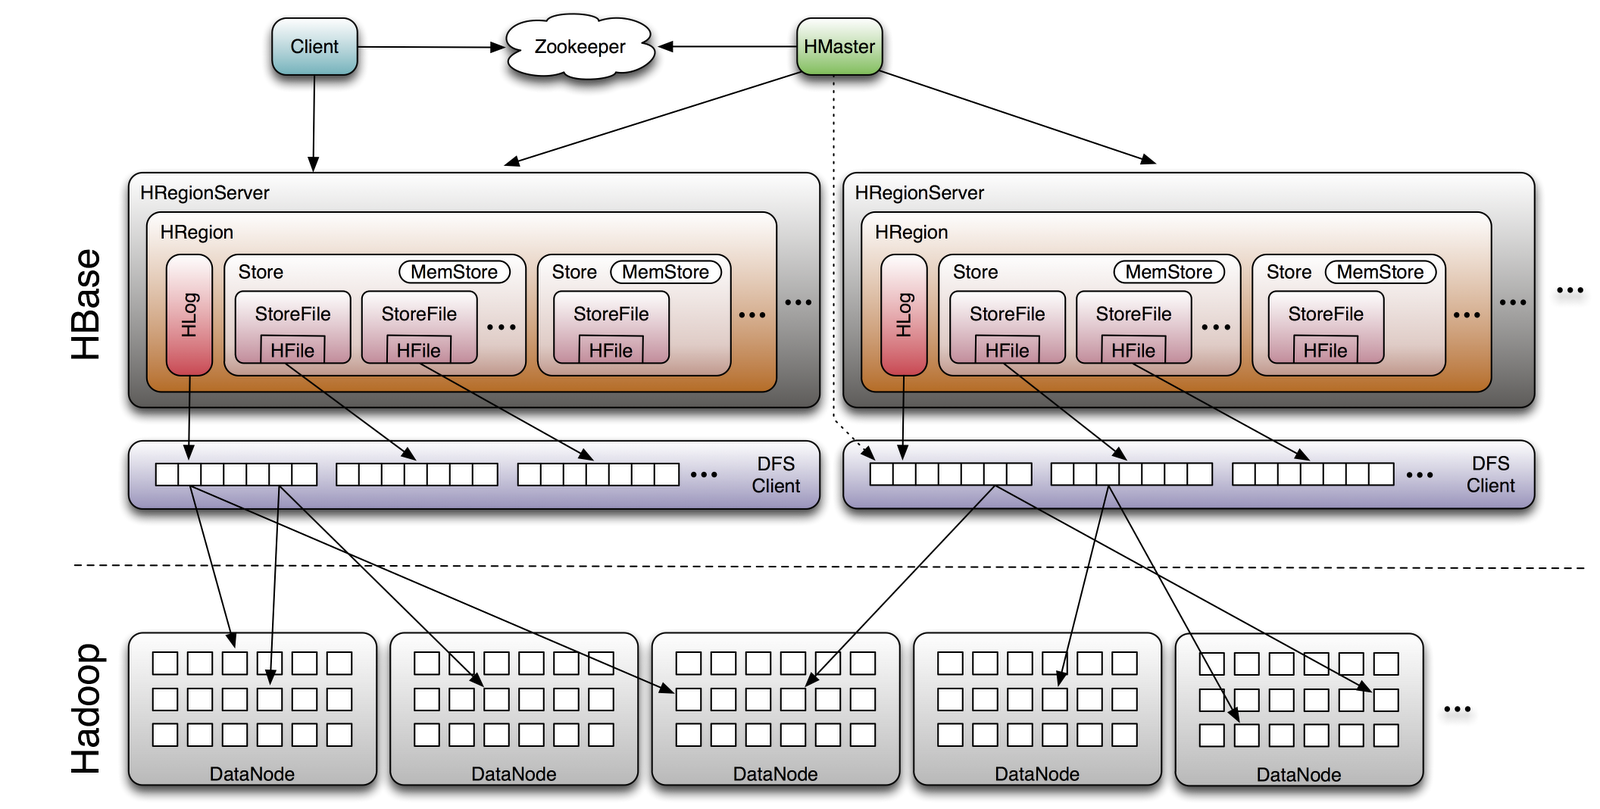 Client
Zookeeper
HMaster
HBase
HRegionServer
HRegion
HLog
Store
MemStore
StoreFile
HFile
StoreFile
HFile
...
Store
MemStore
StoreFile
HFile
...
...
HRegionServer
HRegion
HLog
Store
MemStore
StoreFile
HFile
StoreFile
HFile
...
Store
MemStore
StoreFile
HFile
...
...
...
...
DFS
Client
...
DFS
Client
Hadoop
DataNode
DataNode
DataNode
DataNode
DataNode
...